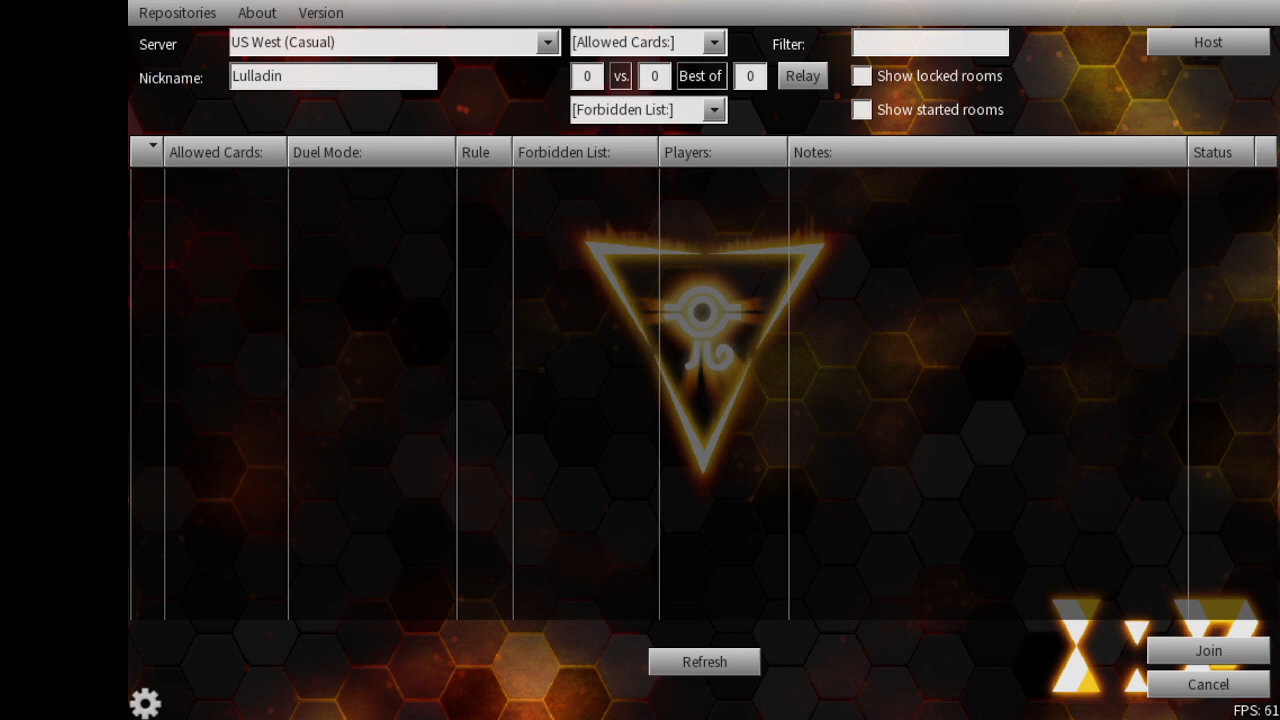 Repositories About Version
Server US West (Casual) [Allowed Cards:] Filter: Host
Nickname: Lulladin 0 vs. 0 Best of 0 Relay Show locked rooms
[Forbidden List:] Show started rooms
Allowed Cards: Duel Mode: Rule Forbidden List: Players: Notes: Status
Refresh
Join
Cancel
FPS: 61